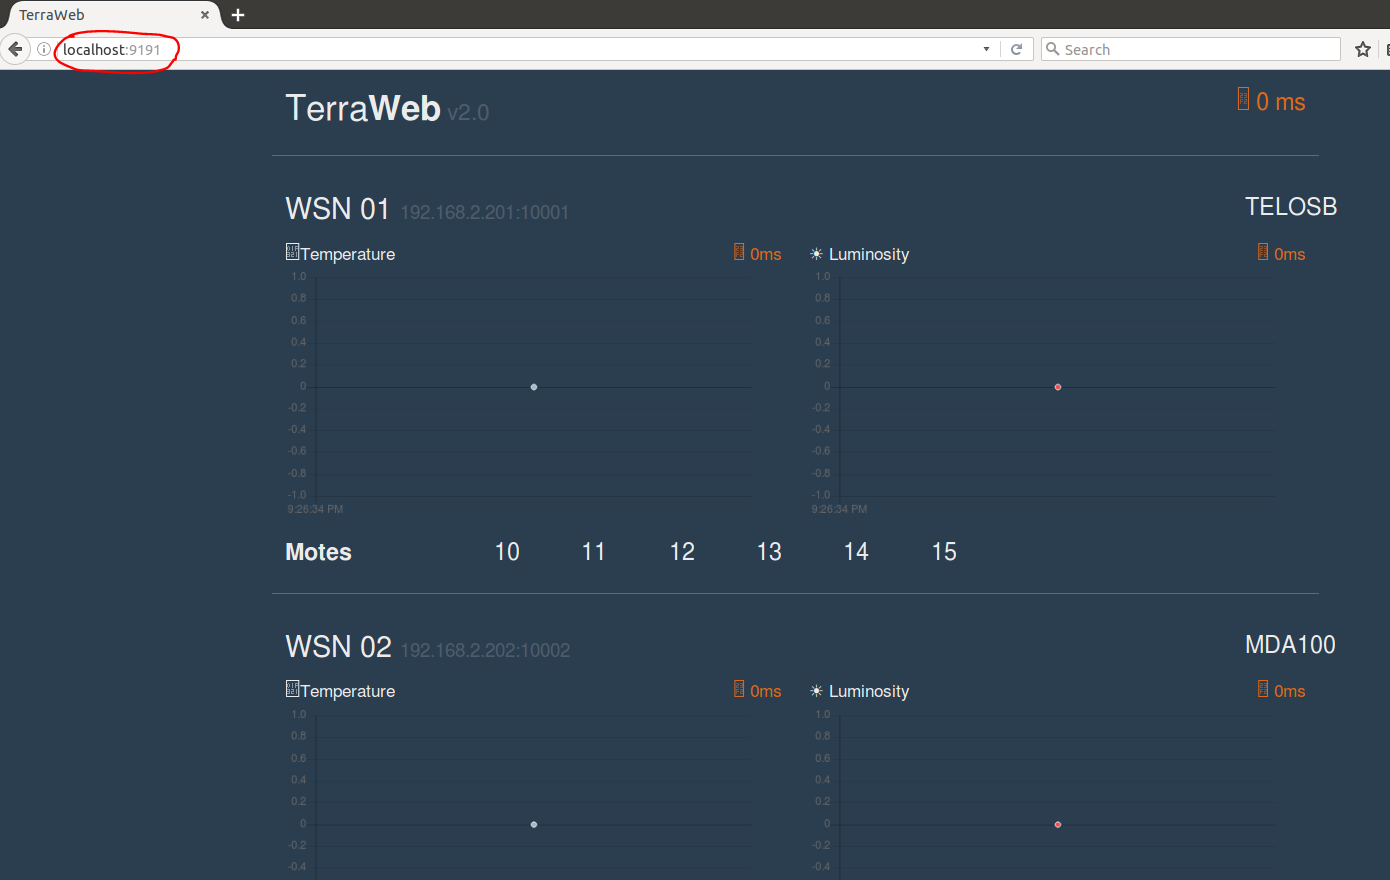 TerraWeb
localhost:9191
Search
TerraWeb v2.0
0 ms
WSN 01 192.168.2.201:10001
TELOSB
Temperature
0ms
☀ Luminosity
0ms
1.0
0.8
0.6
0.4
0.2
0
-0.2
-0.4
-0.6
-0.8
-1.0
9:26:34 PM
1.0
0.8
0.6
0.4
0.2
0
-0.2
-0.4
-0.6
-0.8
-1.0
9:26:34 PM
Motes 10 11 12 13 14 15
WSN 02 192.168.2.202:10002
MDA100
Temperature
0ms
☀ Luminosity
0ms
1.0
0.8
0.6
0.4
0.2
0
-0.2
-0.4
1.0
0.8
0.6
0.4
0.2
0
-0.2
-0.4